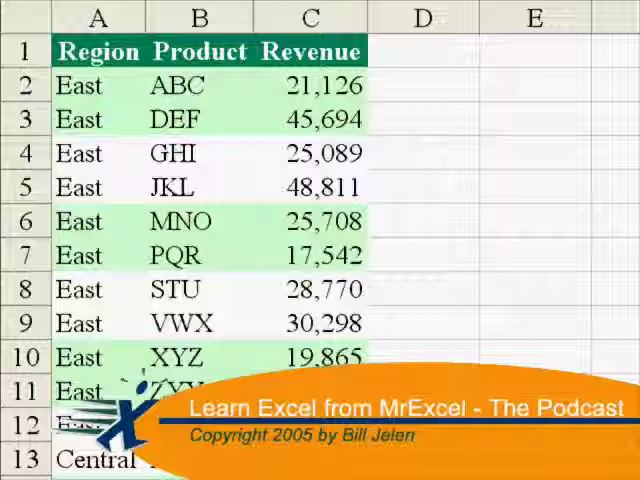 A B C D E
1 Region Product Revenue
2 East ABC 21,126
3 East DEF 45,694
4 East GHI 25,089
5 East JKL 48,811
6 East MNO 25,708
7 East PQR 17,542
8 East STU 28,770
9 East VWX 30,298
10 East XYZ 19,865
11 East
12
13 Central
Learn Excel from MrExcel - The Podcast
Copyright 2005 by Bill Jelen